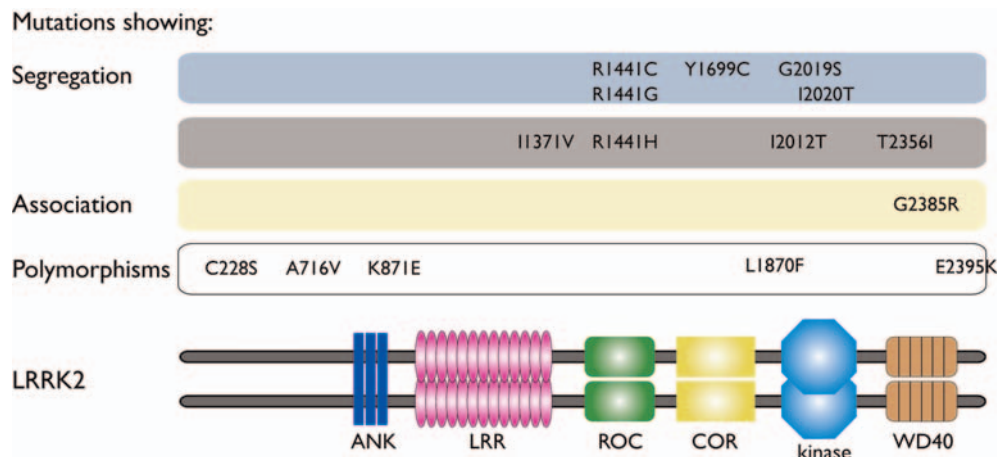 Mutations showing:
Segregation
R1441C Y1699C G2019S
R1441G I2020T
I1371V R1441H I2012T T2356I
Association
G2385R
Polymorphisms
C228S A716V K871E L1870F E2395K
LRRK2
ANK LRR ROC COR kinase WD40